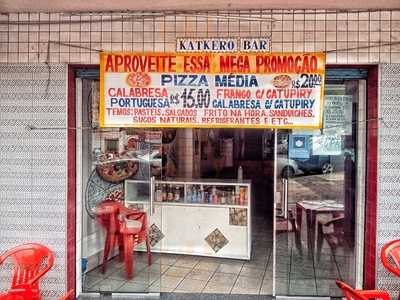 KATKERO BAR
APROVEITE ESSA MEGA PROMOÇÃO
PIZZA MÉDIA R$20,00
CALABRESA FRANGO C/ CATUPIRY
PORTUGUESA R$15,00 CALABRESA C/ CATUPIRY
TEMOS: PASTEIS, SALGADOS FRITO NA HORA, SANDUICHES,
SUCOS NATURAIS, REFRIGERANTES E ETC...